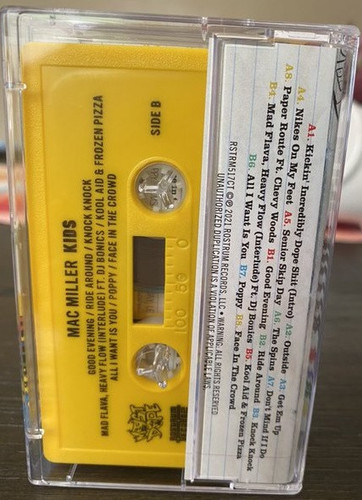 MAC MILLER KIDS
GOOD EVENING / RIDE AROUND / KNOCK KNOCK
MAD FLAVA, HEAVY FLOW (INTERLUDE) FT. DJ BONICS / KOOL AID & FROZEN PIZZA
ALL I WANT IS YOU / POPPY / FACE IN THE CROWD
SIDE B
100 50 0
A1. Kickin' Incredibly Dope Shit (Intro) A2: Outside A3: Get Em Up
A4. Nikes On My Feet A5. Senior Skip Day A6: The Spins A7. Don't Mind If I Do
A8: Paper Route Ft. Chevy Woods B1: Good Evening B2: Ride Around B3: Knock Knock
B4: Mad Flava, Heavy Flow (Interlude) Ft. Dj Bonics B5: Kool Aid & Frozen Pizza
B6: All I Want Is You B7: Poppy B8: Face In The Crowd
RSTRM517CT ©℗ 2021 ROSTRUM RECORDS, LLC • WARNING: ALL RIGHTS RESERVED
UNAUTHORIZED DUPLICATION IS A VIOLATION OF APPLICABLE LAWS